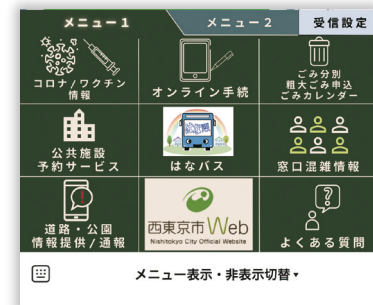 メニュー1
メニュー2
受信設定
コロナ/ワクチン
情報
オンライン手続
ごみ分別
粗大ごみ申込
ごみカレンダー
公共施設
予約サービス
はなバス
窓口混雑情報
道路・公園
情報提供/通報
西東京市Web
Nishitokyo City Official Website
よくある質問
メニュー表示・非表示切替▾